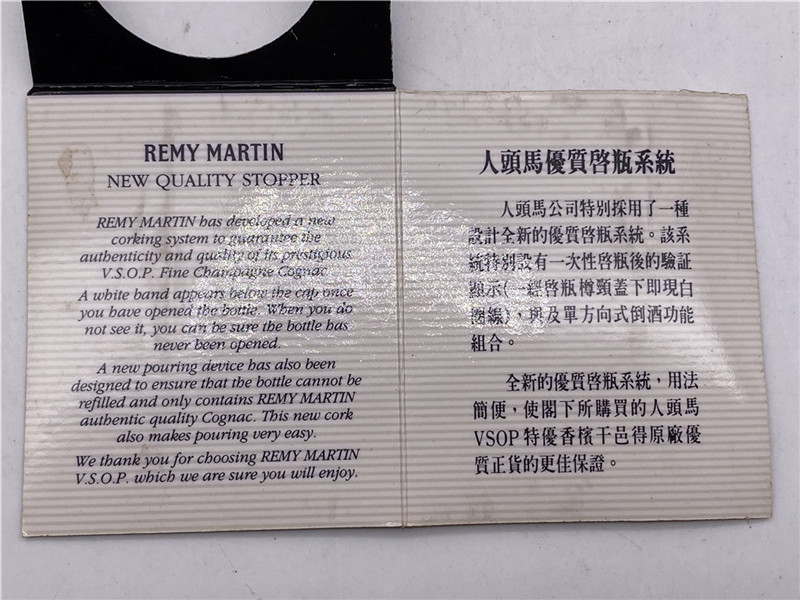 REMY MARTIN
NEW QUALITY STOPPER
REMY MARTIN has developed a new
corking system to guarantee the
authenticity and quality of its prestigious
V.S.O.P. Fine Champagne Cognac
A white band appears below the cap once
you have opened the bottle. When you do
not see it, you can be sure the bottle has
never been opened.
A new pouring device has also been
designed to ensure that the bottle cannot be
refilled and only contains REMY MARTIN
authentic quality Cognac. This new cork
also makes pouring very easy.
We thank you for choosing REMY MARTIN
V.S.O.P. which we are sure you will enjoy.
人頭馬優質啓瓶系統
人頭馬公司特別採用了一種
設計全新的優質啓瓶系統。該系
統特別設有一次性啓瓶後的驗証
顯示(一經啓瓶樽頸蓋下即現白
圈線)，與及單方向式倒酒功能
組合。
全新的優質啓瓶系統，用法
簡便，使閣下所購買的人頭馬
VSOP特優香檳干邑得原廠優
質正貨的更佳保證。